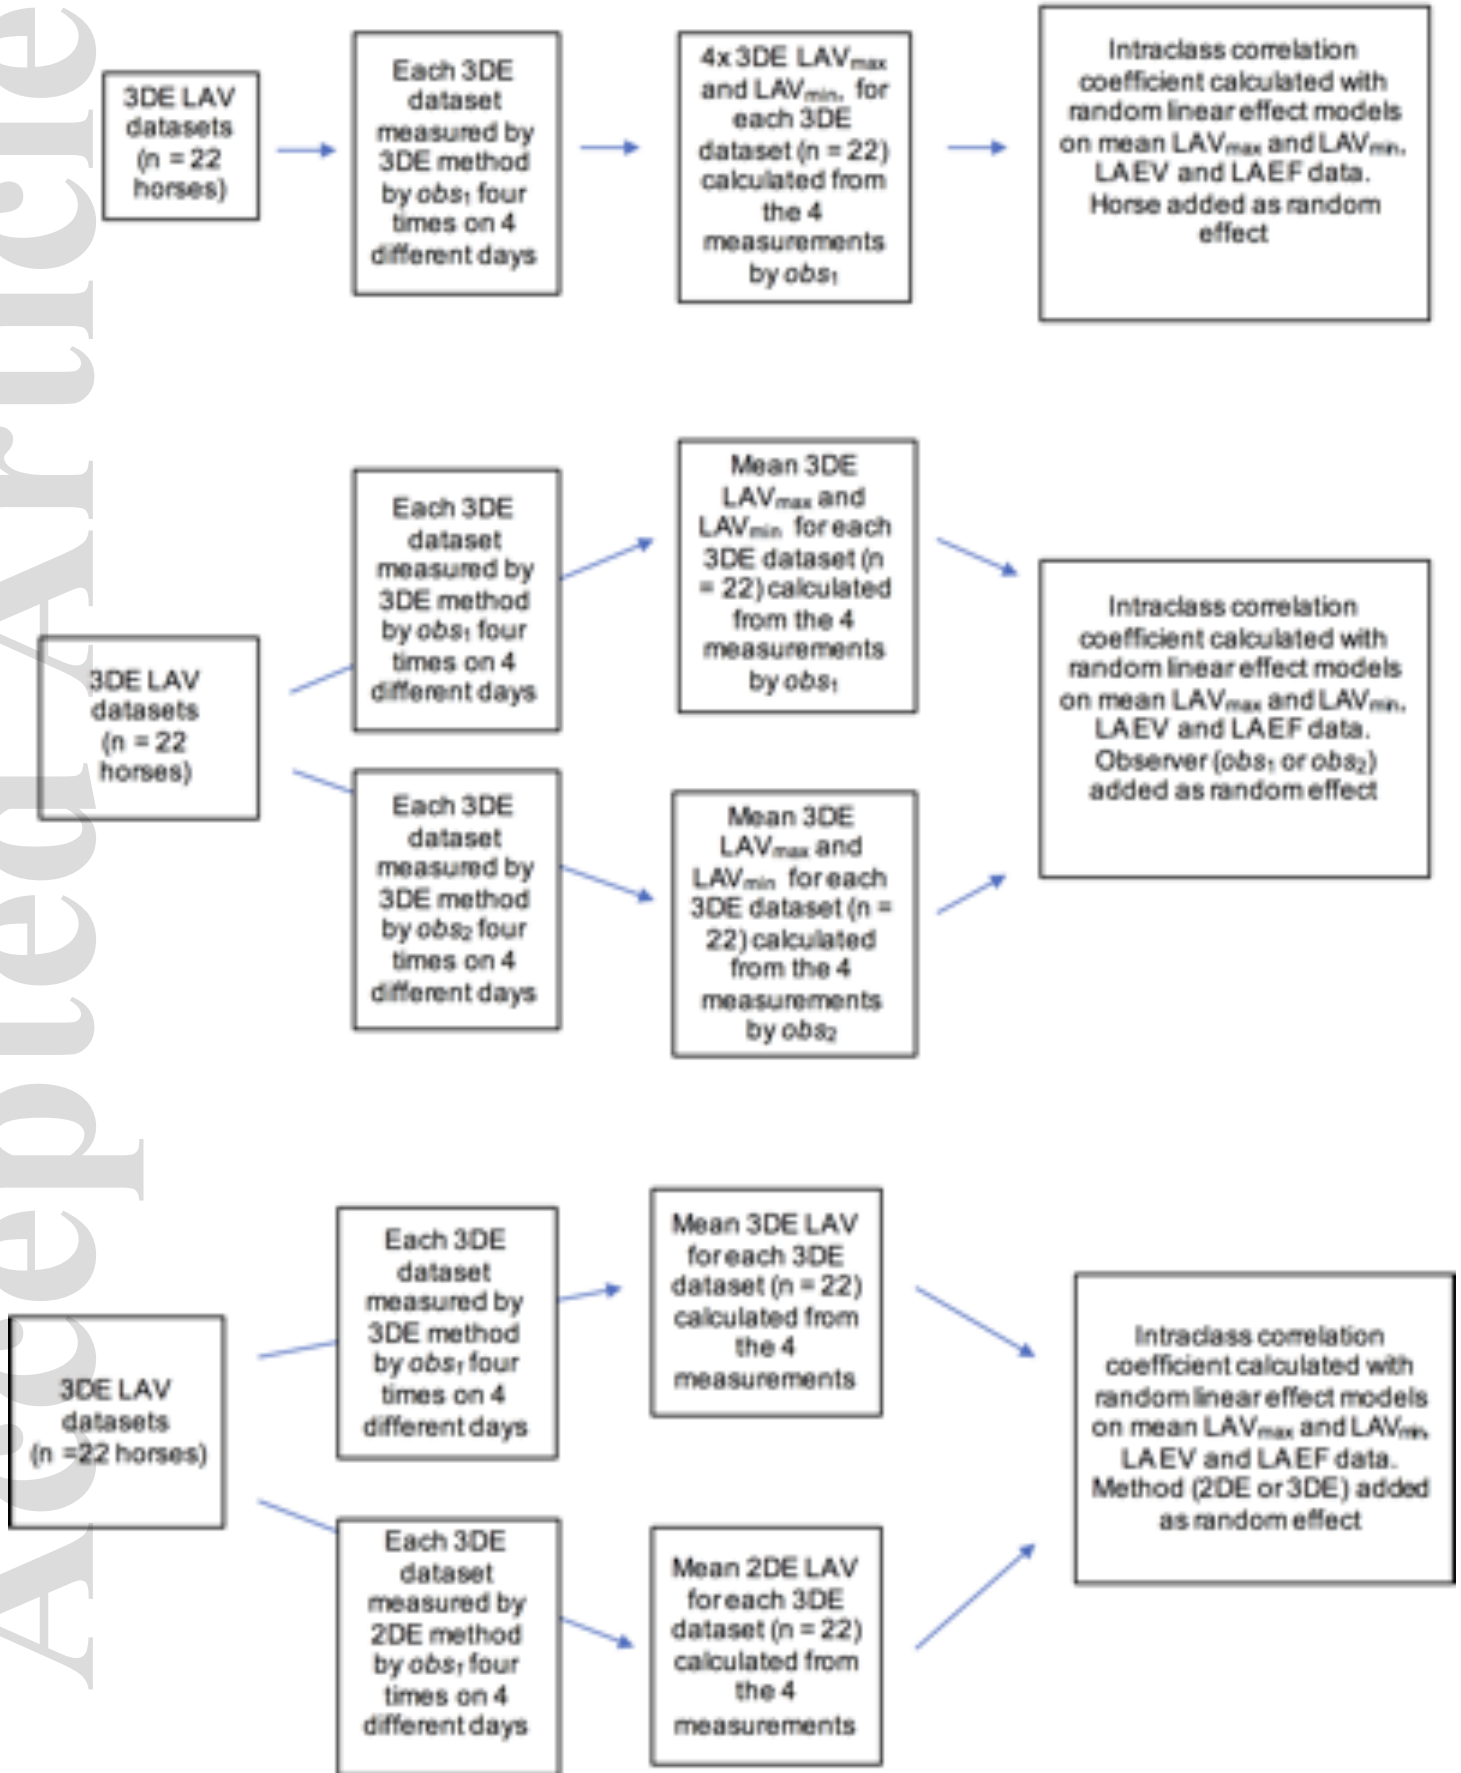 Accepted Article
3DE LAV
datasets
(n = 22
horses)
Each 3DE
dataset
measured by
3DE method
by obs₁ four
times on 4
different days
4x 3DE LAVmax
and LAVmin, for
each 3DE
dataset (n = 22)
calculated from
the 4
measurements
by obs₁
Intraclass correlation
coefficient calculated with
random linear effect models
on mean LAVmax and LAVmin,
LAEV and LAEF data.
Horse added as random
effect
3DE LAV
datasets
(n = 22
horses)
Each 3DE
dataset
measured by
3DE method
by obs₁ four
times on 4
different days
Mean 3DE
LAVmax and
LAVmin for each
3DE dataset (n
= 22) calculated
from the 4
measurements
by obs₁
Each 3DE
dataset
measured by
3DE method
by obs₂ four
times on 4
different days
Mean 3DE
LAVmax and
LAVmin for each
3DE dataset (n =
22) calculated
from the 4
measurements
by obs₂
Intraclass correlation
coefficient calculated with
random linear effect models
on mean LAVmax and LAVmin,
LAEV and LAEF data.
Observer (obs₁ or obs₂)
added as random effect
3DE LAV
datasets
(n =22 horses)
Each 3DE
dataset
measured by
3DE method
by obs₁ four
times on 4
different days
Mean 3DE LAV
for each 3DE
dataset (n = 22)
calculated from
the 4
measurements
Each 3DE
dataset
measured by
2DE method
by obs₁ four
times on 4
different days
Mean 2DE LAV
for each 3DE
dataset (n = 22)
calculated from
the 4
measurements
Intraclass correlation
coefficient calculated with
random linear effect models
on mean LAVmax and LAVmin,
LAEV and LAEF data.
Method (2DE or 3DE) added
as random effect